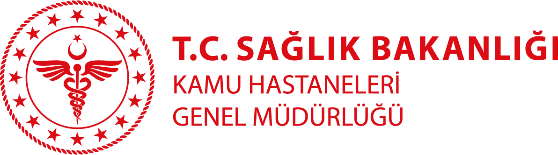 T.C. SAĞLIK BAKANLIĞI
KAMU HASTANELERİ
GENEL MÜDÜRLÜĞÜ